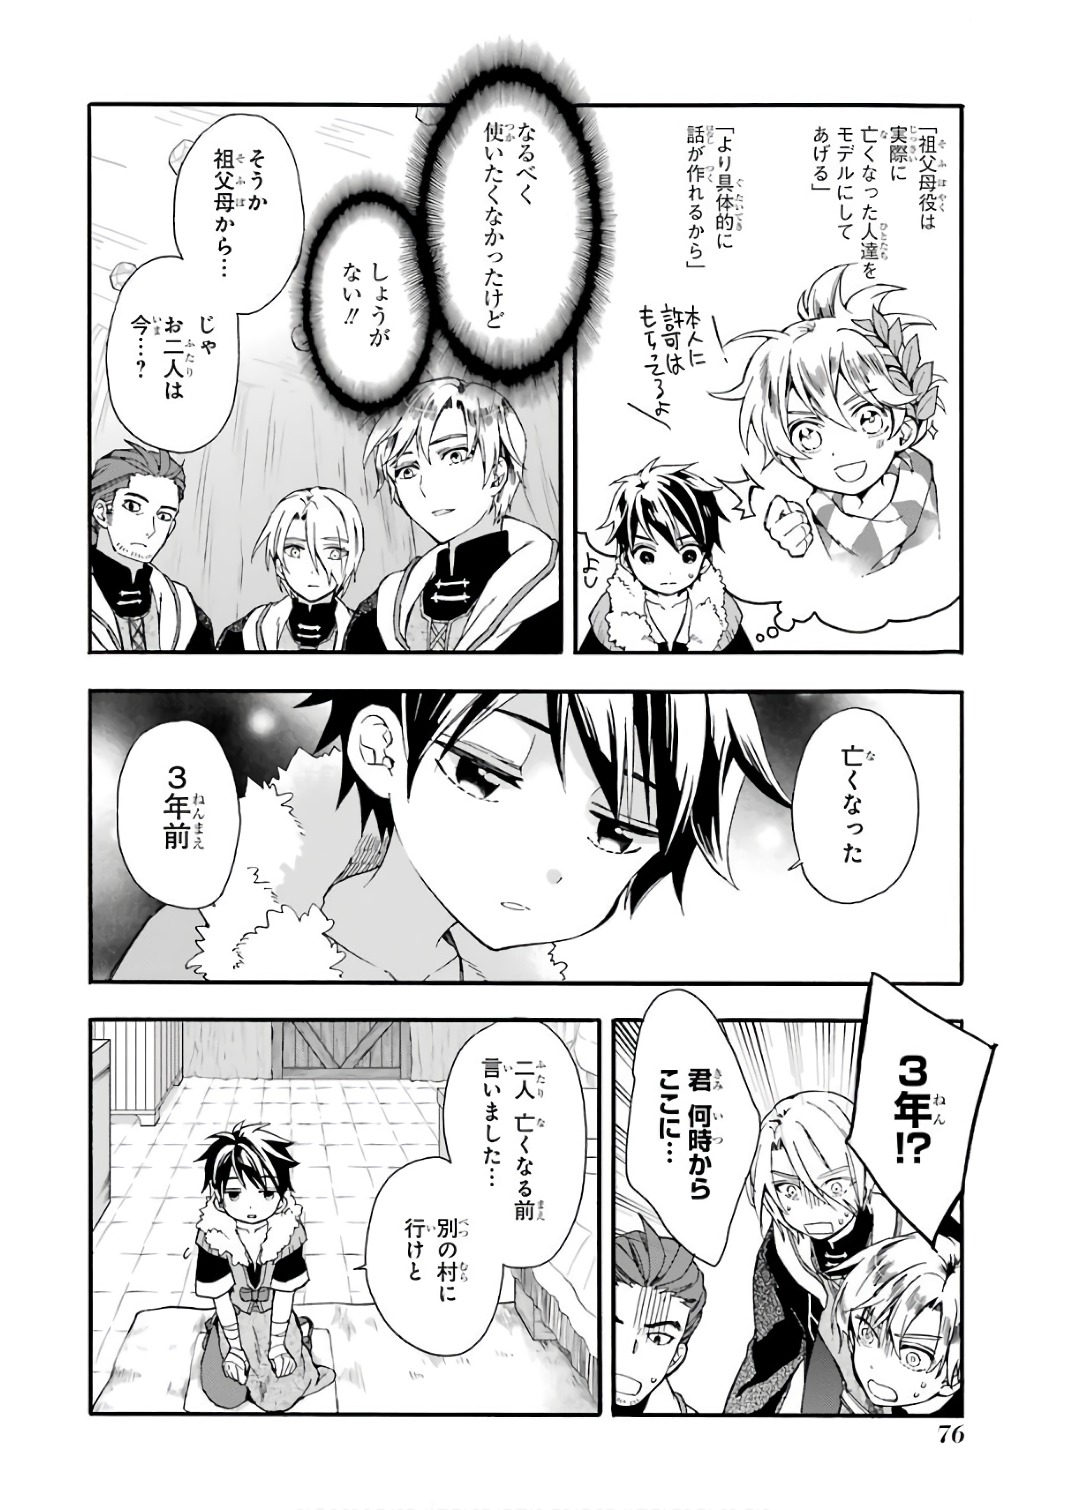 「祖父母役は
実際に
亡くなった人達を
モデルにして
あげる」
「より具体的に
話が作れるから」
本人に
許可は
もらってるよ
よし
なるべく
使いたくなかったけど
しょうが
ない!!
そうか
祖父母から…
じゃ
お二人は
今…?
亡くなった
3年前
3年!?
君 何時から
ここに…
二人 亡くなる前
言いました…
別の村に
行けと
76